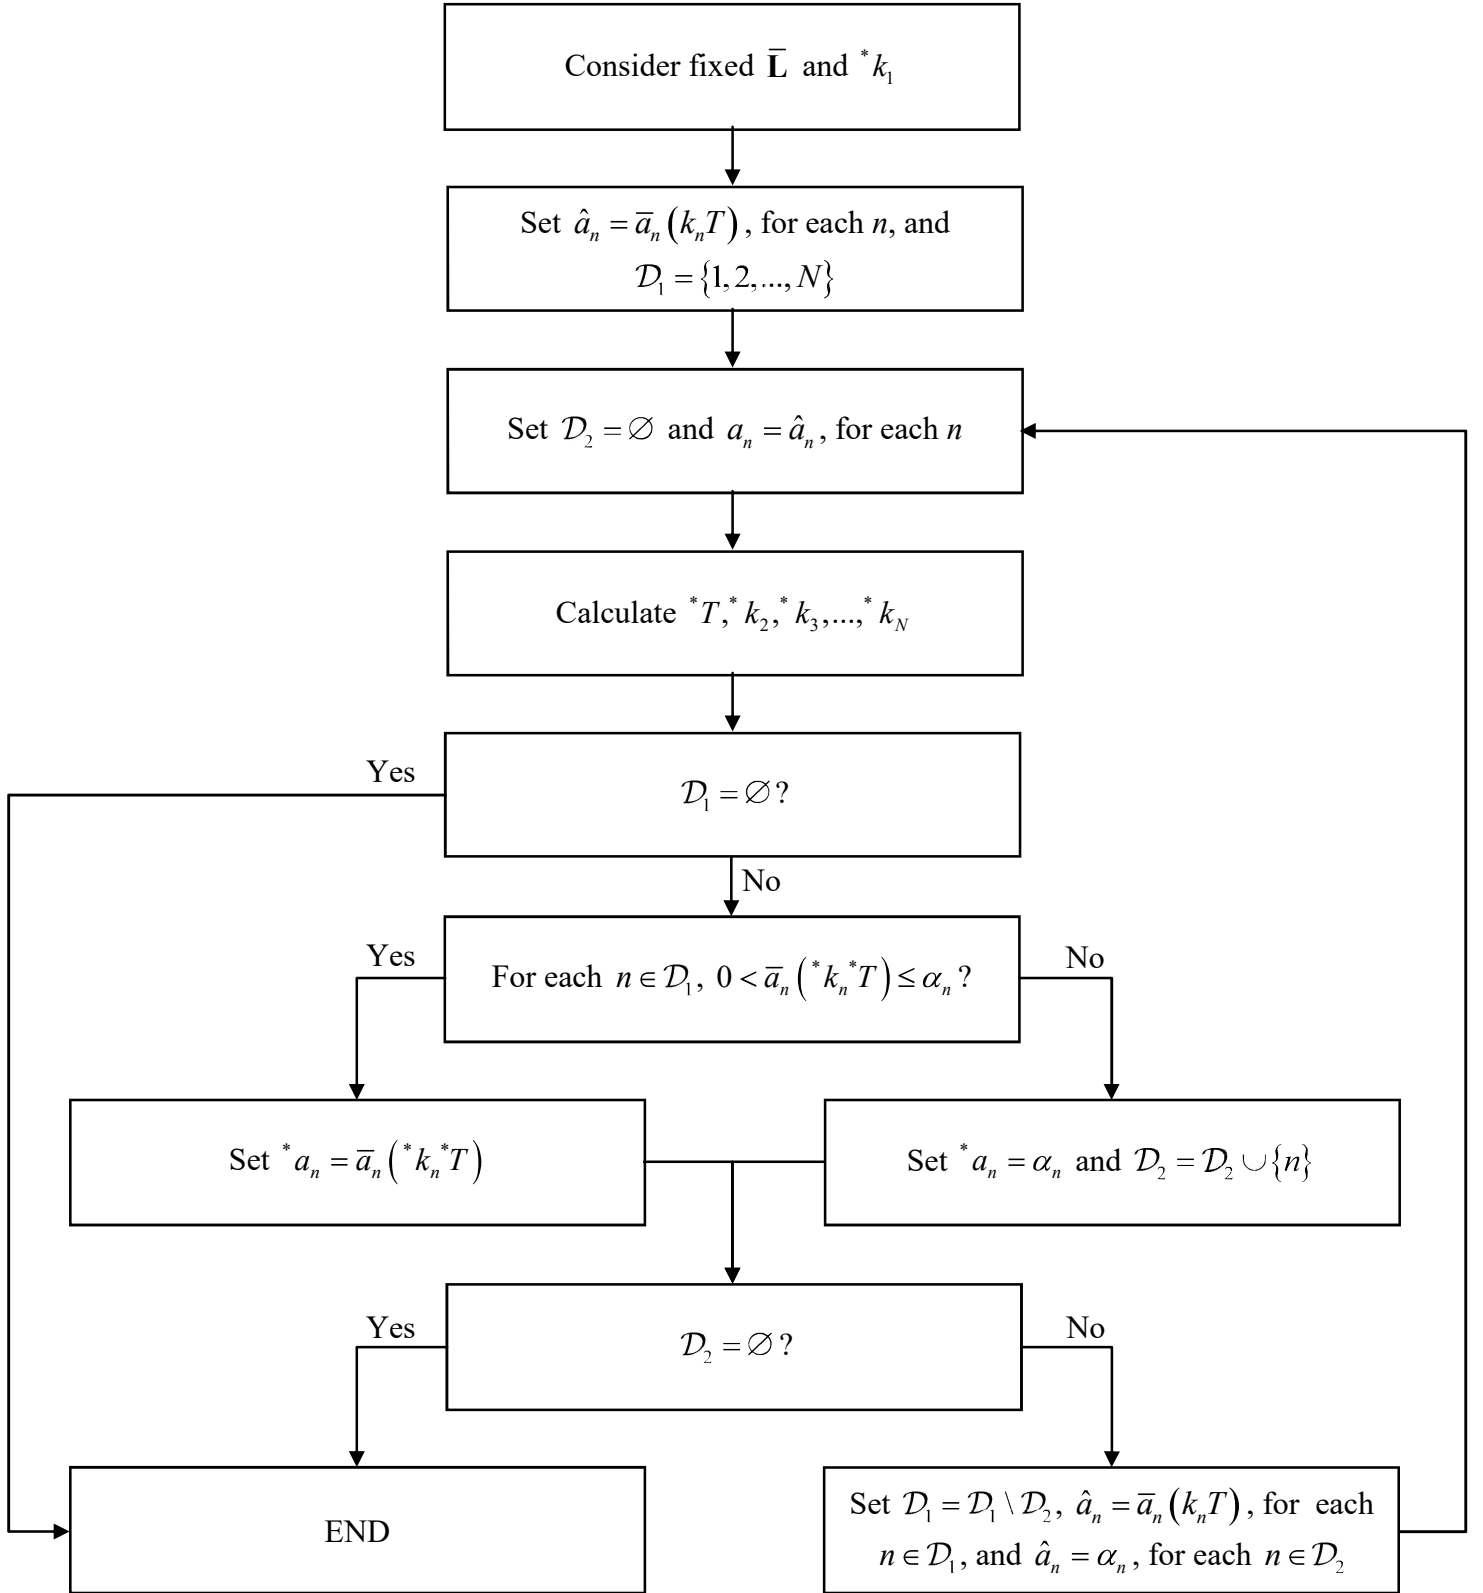 Consider fixed L̄ and *k₁
Set âₙ = āₙ(kₙT), for each n, and
𝒟₁ = {1, 2, ..., N}
Set 𝒟₂ = ∅ and aₙ = âₙ, for each n
Calculate *T, *k₂, *k₃, ..., *k_N
Yes
𝒟₁ = ∅?
No
Yes
For each n ∈ 𝒟₁, 0 < āₙ(*kₙ*T) ≤ αₙ?
No
Set *aₙ = āₙ(*kₙ*T)
Set *aₙ = αₙ and 𝒟₂ = 𝒟₂ ∪ {n}
Yes
𝒟₂ = ∅?
No
END
Set 𝒟₁ = 𝒟₁ \ 𝒟₂, âₙ = āₙ(kₙT), for each
n ∈ 𝒟₁, and âₙ = αₙ, for each n ∈ 𝒟₂